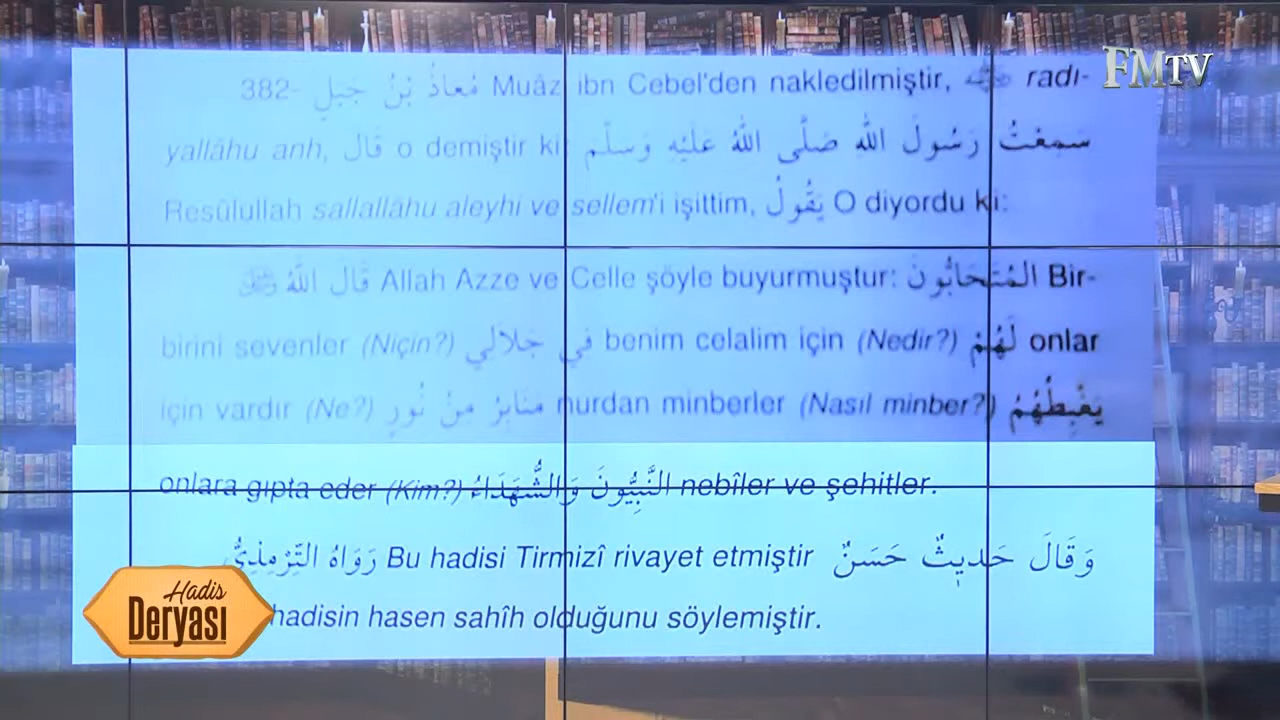 FMTV
382- مُعَاذُ بْنُ جَبَلٍ Muâz ibn Cebel'den nakledilmiştir, radı-
yallâhu anh, قَالَ o demiştir ki سَمِعْتُ رَسُولَ اللهِ صَلَّى اللهُ عَلَيْهِ وَسَلَّمَ
Resûlullah sallallâhu aleyhi ve sellem'i işittim, يَقُولُ O diyordu ki:
قَالَ اللهُ Allah Azze ve Celle şöyle buyurmuştur: الْمُتَحَابُّونَ Bir-
birini sevenler (Niçin?) فِي جَلَالِي benim celalim için (Nedir?) لَهُمْ onlar
için vardır (Ne?) مَنَابِرُ مِنْ نُورٍ nurdan minberler (Nasıl minber?) يَغْبِطُهُمُ
onlara gıpta eder (Kim?) النَّبِيُّونَ وَالشُّهَدَاءُ nebîler ve şehitler.
رَوَاهُ التِّرْمِذِيُّ Bu hadisi Tirmizî rivayet etmiştir وَقَالَ حَدِيثٌ حَسَنٌ
hadisin hasen sahîh olduğunu söylemiştir.
Hadis
Deryası